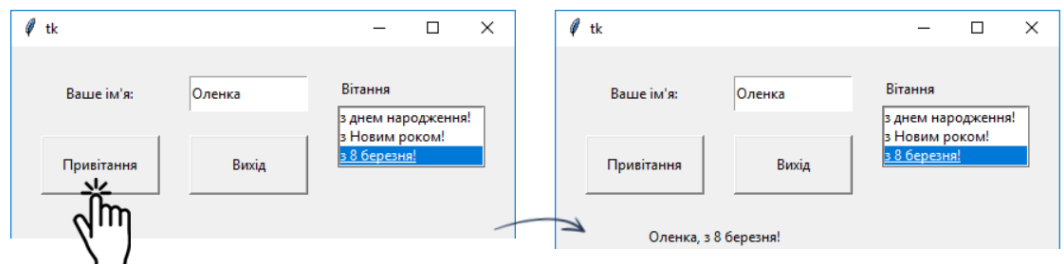 tk
Ваше ім'я:
Оленка
Вітання
з днем народження!
з Новим роком!
з 8 березня!
Привітання
Вихід
tk
Ваше ім'я:
Оленка
Вітання
з днем народження!
з Новим роком!
з 8 березня!
Привітання
Вихід
Оленка, з 8 березня!